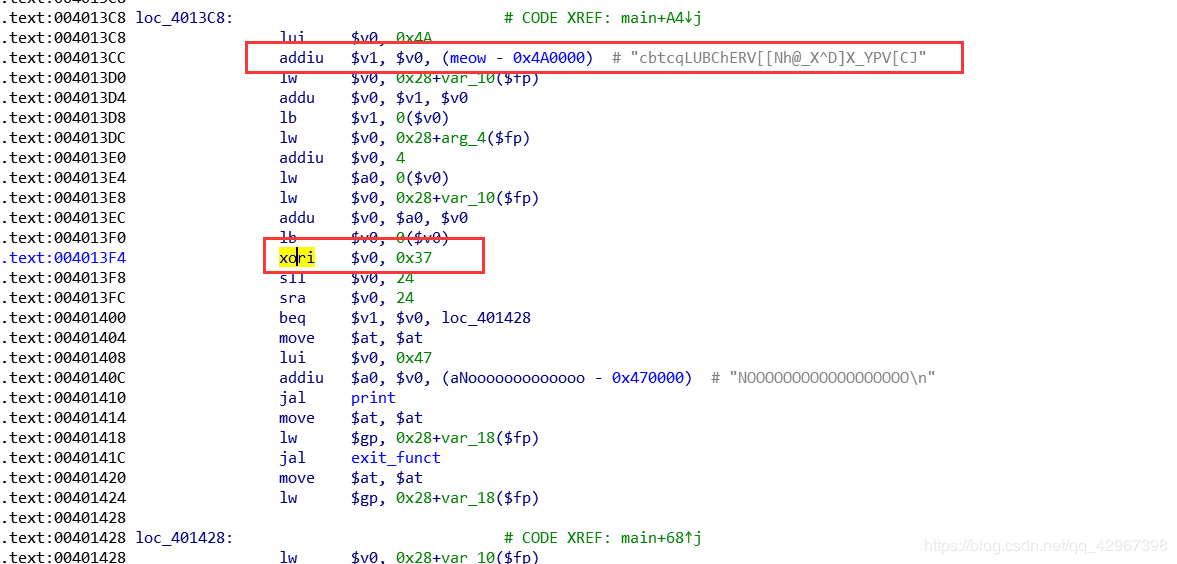 .text:004013C8
.text:004013C8 loc_4013C8:                              # CODE XREF: main+A4↓j
.text:004013C8                 lui     $v0, 0x4A
.text:004013CC                 addiu   $v1, $v0, (meow - 0x4A0000)  # "cbtcqLUBChERV[[Nh@_X^D]X_YPV[CJ"
.text:004013D0                 lw      $v0, 0x28+var_10($fp)
.text:004013D4                 addu    $v0, $v1, $v0
.text:004013D8                 lb      $v1, 0($v0)
.text:004013DC                 lw      $v0, 0x28+arg_4($fp)
.text:004013E0                 addiu   $v0, 4
.text:004013E4                 lw      $a0, 0($v0)
.text:004013E8                 lw      $v0, 0x28+var_10($fp)
.text:004013EC                 addu    $v0, $a0, $v0
.text:004013F0                 lb      $v0, 0($v0)
.text:004013F4                 xori    $v0, 0x37
.text:004013F8                 sll     $v0, 24
.text:004013FC                 sra     $v0, 24
.text:00401400                 beq     $v1, $v0, loc_401428
.text:00401404                 move    $at, $at
.text:00401408                 lui     $v0, 0x47
.text:0040140C                 addiu   $a0, $v0, (aNooooooooooooo - 0x470000)  # "NOOOOOOOOOOOOOOOOOO\n"
.text:00401410                 jal     print
.text:00401414                 move    $at, $at
.text:00401418                 lw      $gp, 0x28+var_18($fp)
.text:0040141C                 jal     exit_funct
.text:00401420                 move    $at, $at
.text:00401424                 lw      $gp, 0x28+var_18($fp)
.text:00401428
.text:00401428 loc_401428:                              # CODE XREF: main+68↑j
.text:00401428                 lw      $v0, 0x28+var_10($fp)
https://blog.csdn.net/qq_42967398